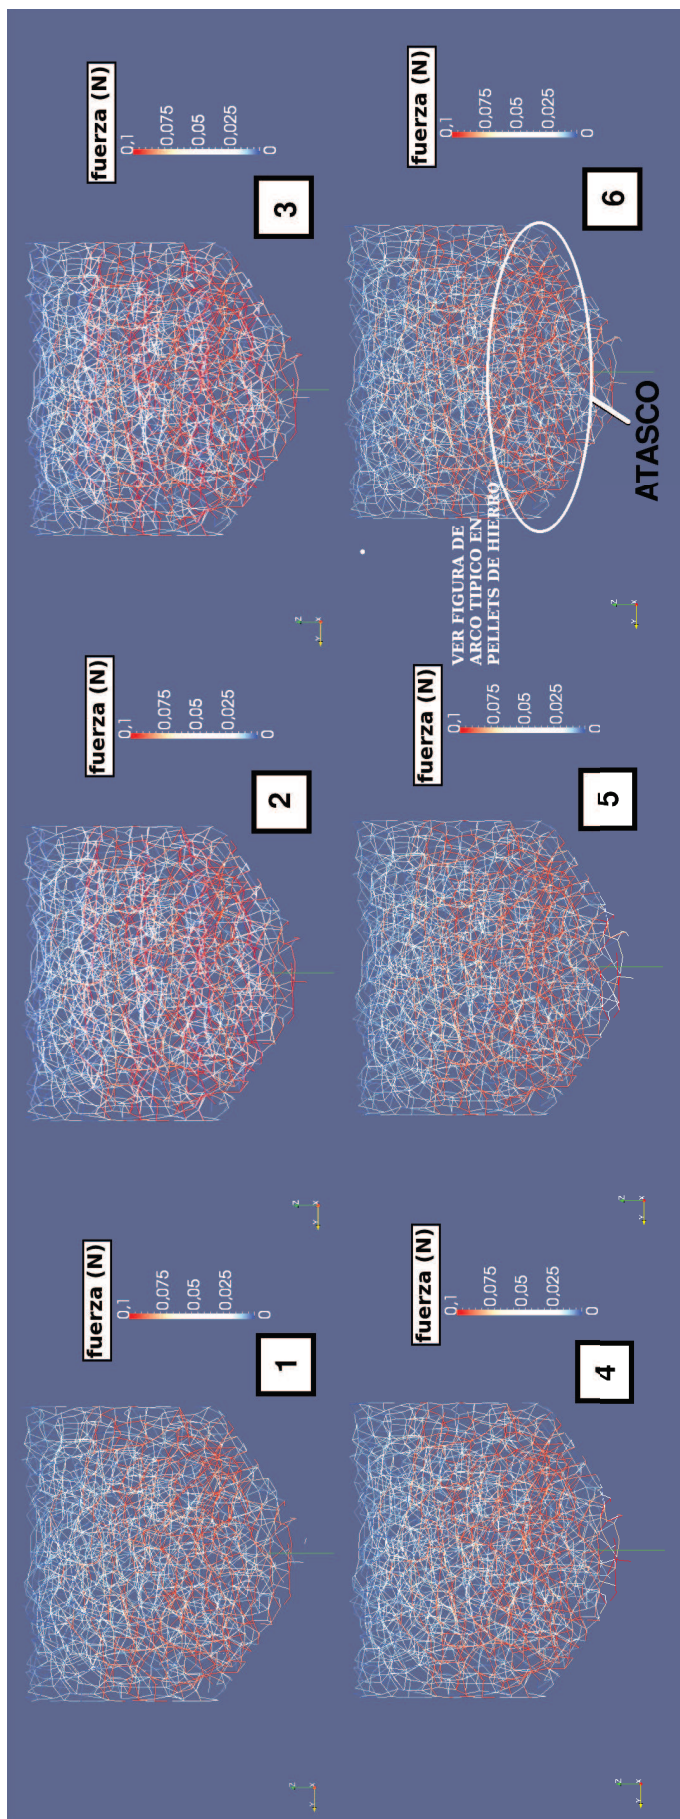 fuerza (N)
0,1
0,075
0,05
0,025
0
1
Z
Y X
fuerza (N)
0,1
0,075
0,05
0,025
0
2
Z
Y X
fuerza (N)
0,1
0,075
0,05
0,025
0
3
Z
Y X
fuerza (N)
0,1
0,075
0,05
0,025
0
4
Z
Y X
fuerza (N)
0,1
0,075
0,05
0,025
0
5
Z
Y X
VER FIGURA DE
ARCO TIPICO EN
PELLETS DE HIERRO
fuerza (N)
0,1
0,075
0,05
0,025
0
6
Z
Y X
ATASCO